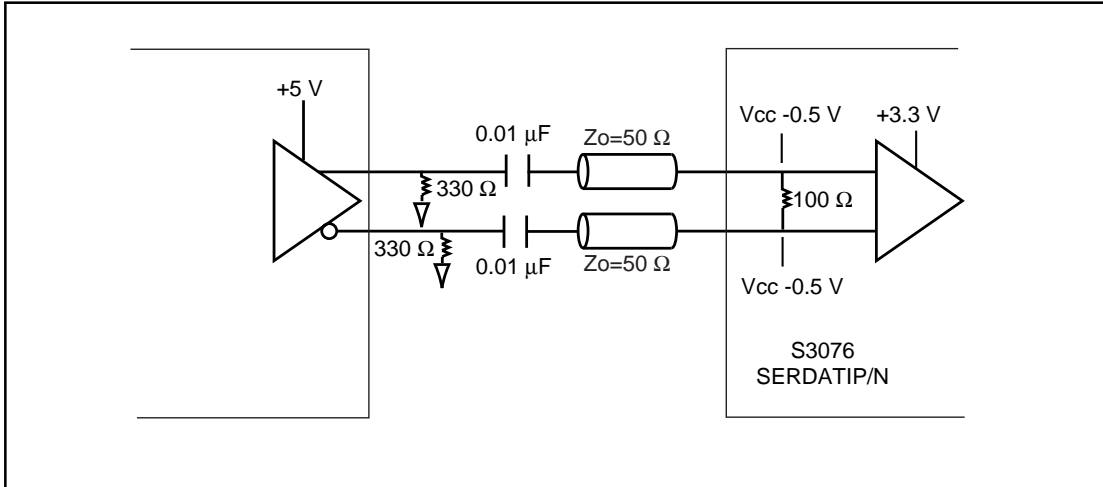 +5 V
0.01 μF
Zo=50 Ω
Vcc -0.5 V
+3.3 V
330 Ω
100 Ω
330 Ω
0.01 μF
Zo=50 Ω
Vcc -0.5 V
S3076
SERDATIP/N